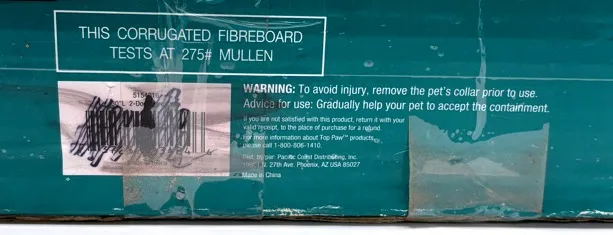 THIS CORRUGATED FIBREBOARD
TESTS AT 275# MULLEN
WARNING: To avoid injury, remove the pet's collar prior to use.
Advice for use: Gradually help your pet to accept the containment.
If you are not satisfied with this product, return it with your
valid receipt, to the place of purchase for a refund.
For more information about Top Paw™ products,
please call 1-800-806-1410.
Dist. by/par: Pacific Coast Distributing, Inc.
N. 27th Ave. Phoenix, AZ USA 85027
Made in China